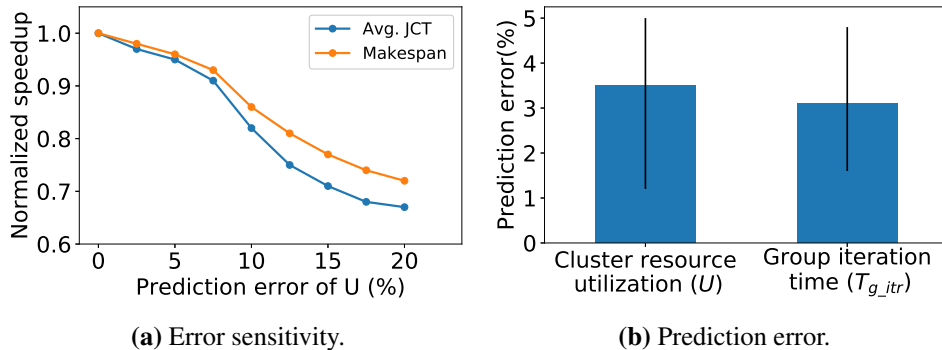 Normalized speedup
1.0
0.9
0.8
0.7
0.6
Avg. JCT
Makespan
0 5 10 15 20
Prediction error of U (%)
(a) Error sensitivity.
Prediction error(%)
5
4
3
2
1
0
Cluster resource
utilization (U)
Group iteration
time (T_{g_itr})
(b) Prediction error.